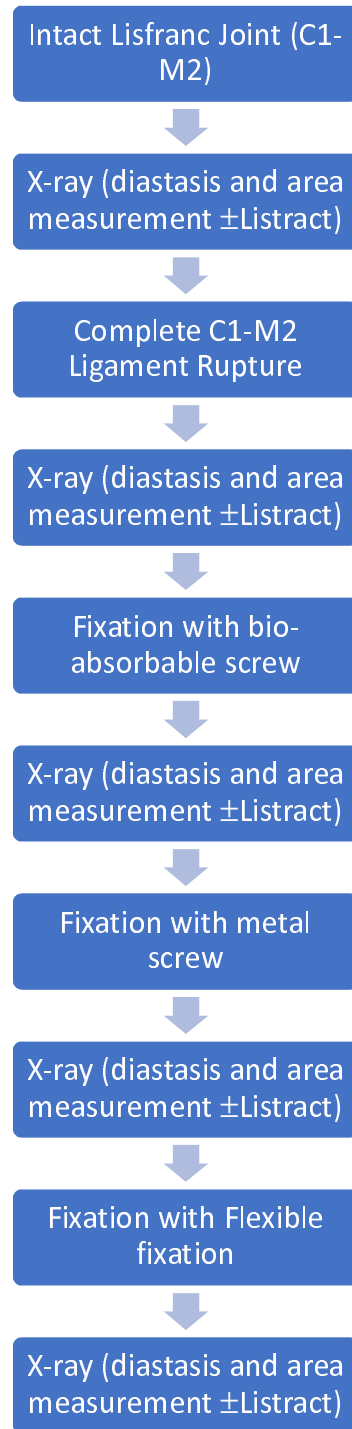 Intact Lisfranc Joint (C1-
M2)
X-ray (diastasis and area
measurement ±Listract)
Complete C1-M2
Ligament Rupture
X-ray (diastasis and area
measurement ±Listract)
Fixation with bio-
absorbable screw
X-ray (diastasis and area
measurement ±Listract)
Fixation with metal
screw
X-ray (diastasis and area
measurement ±Listract)
Fixation with Flexible
fixation
X-ray (diastasis and area
measurement ±Listract)